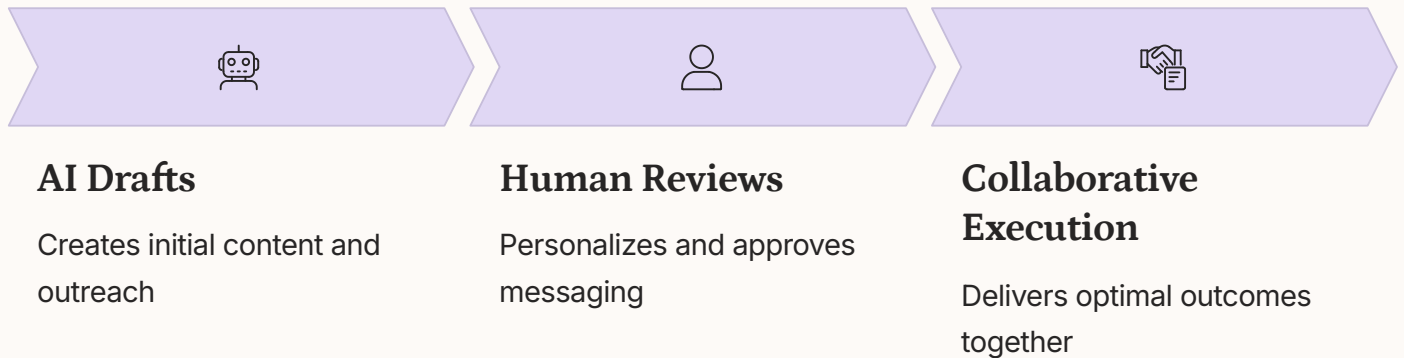 AI Drafts
Creates initial content and
outreach
Human Reviews
Personalizes and approves
messaging
Collaborative
Execution
Delivers optimal outcomes
together